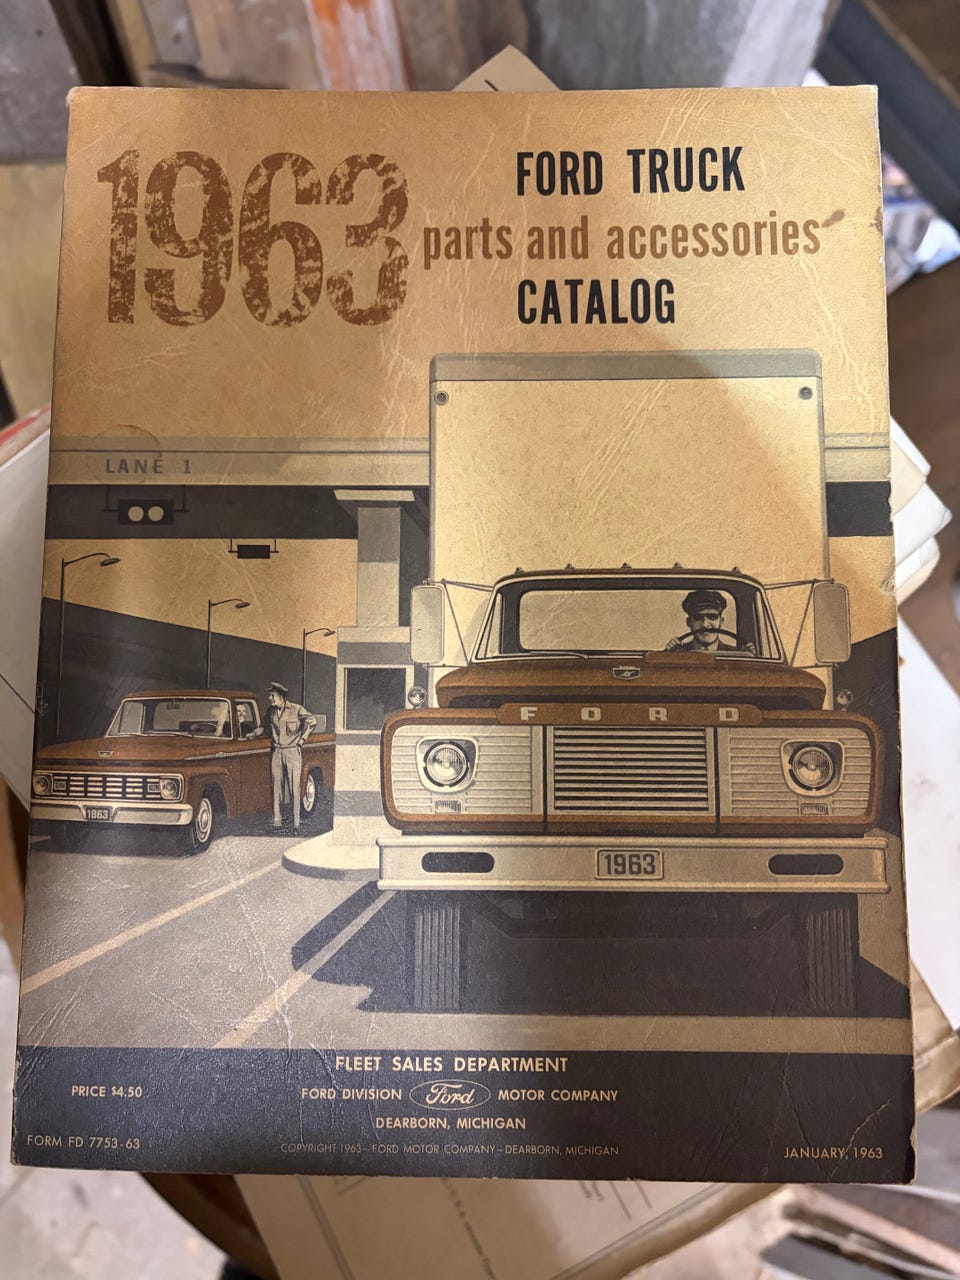 1963
FORD TRUCK
parts and accessories
CATALOG
LANE 1
FORD
1963
1963
FLEET SALES DEPARTMENT
PRICE $4.50
FORD DIVISION Ford MOTOR COMPANY
DEARBORN, MICHIGAN
FORM FD 7753-63
COPYRIGHT 1963—FORD MOTOR COMPANY—DEARBORN, MICHIGAN
JANUARY, 1963